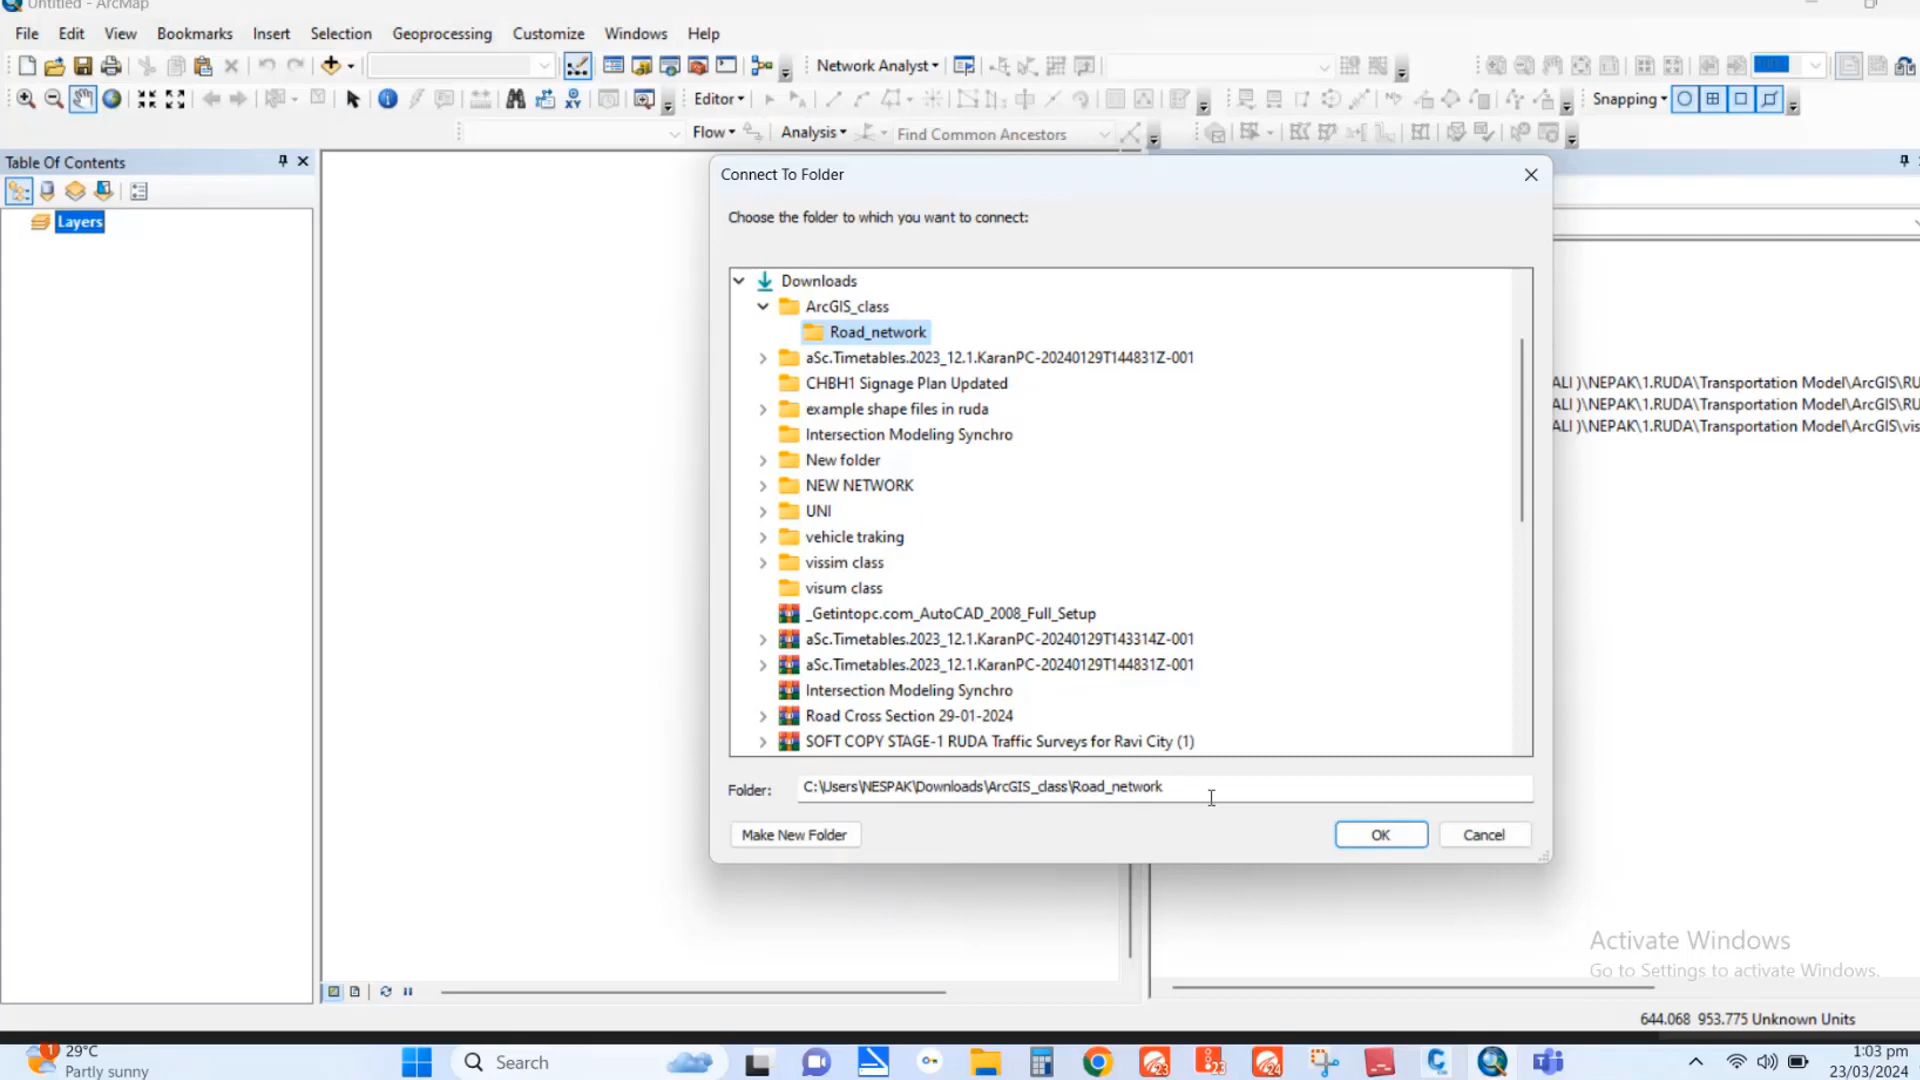 Untitled - ArcMap
File Edit View Bookmarks Insert Selection Geoprocessing Customize Windows Help
Network Analyst
Editor
Snapping
Flow Analysis Find Common Ancestors
Table Of Contents
Layers
Connect To Folder
Choose the folder to which you want to connect:
Downloads
ArcGIS_class
Road_network
aSc.Timetables.2023_12.1.KaranPC-20240129T144831Z-001
CHBH1 Signage Plan Updated
example shape files in ruda
Intersection Modeling Synchro
New folder
NEW NETWORK
UNI
vehicle traking
vissim class
visum class
_Getintopc.com_AutoCAD_2008_Full_Setup
aSc.Timetables.2023_12.1.KaranPC-20240129T143314Z-001
aSc.Timetables.2023_12.1.KaranPC-20240129T144831Z-001
Intersection Modeling Synchro
Road Cross Section 29-01-2024
SOFT COPY STAGE-1 RUDA Traffic Surveys for Ravi City (1)
Folder: C:\Users\NESPAK\Downloads\ArcGIS_class\Road_network
Make New Folder OK Cancel
ALI )\NEPAK\1.RUDA\Transportation Model\ArcGIS\RU
ALI )\NEPAK\1.RUDA\Transportation Model\ArcGIS\RU
ALI )\NEPAK\1.RUDA\Transportation Model\ArcGIS\vis
Activate Windows
Go to Settings to activate Windows.
644.068 953.775 Unknown Units
1
29°C
Partly sunny
Search
23
23
24
1:03 pm
23/03/2024